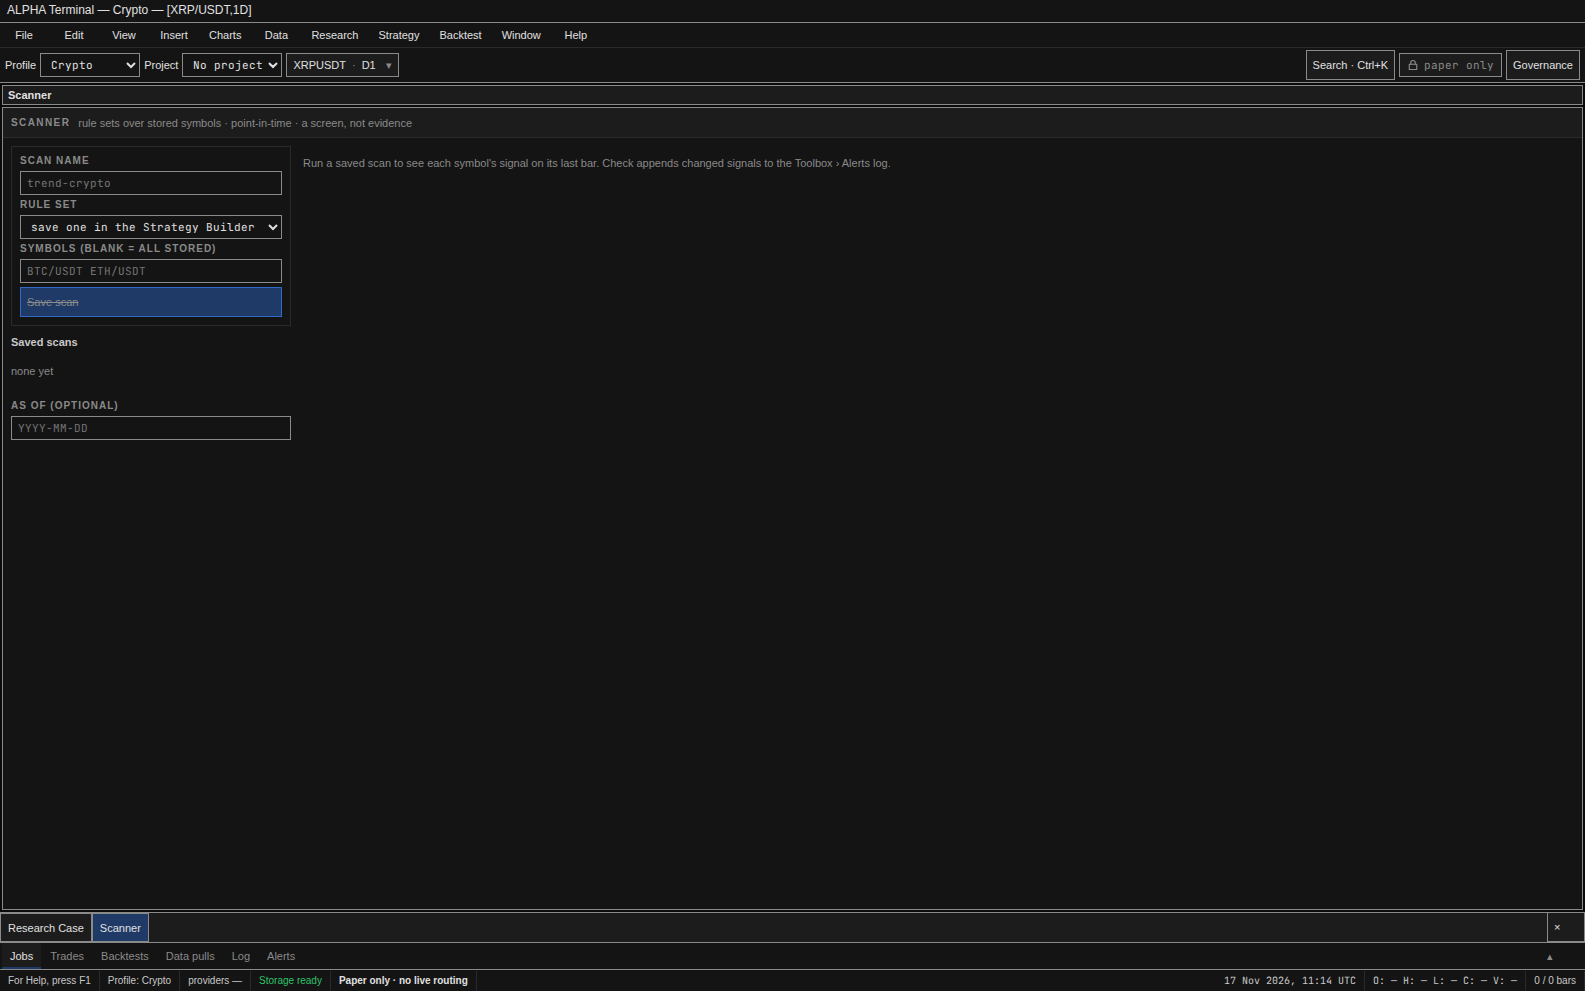 ALPHA Terminal — Crypto — [XRP/USDT,1D]
File Edit View Insert Charts Data Research Strategy Backtest Window Help
Profile Crypto Project No project XRPUSDT · D1 ▾ Search · Ctrl+K paper only Governance
Scanner
SCANNER rule sets over stored symbols · point-in-time · a screen, not evidence
SCAN NAME
trend-crypto
RULE SET
save one in the Strategy Builder
SYMBOLS (BLANK = ALL STORED)
BTC/USDT ETH/USDT
Save scan
Saved scans
none yet
AS OF (OPTIONAL)
YYYY-MM-DD
Run a saved scan to see each symbol's signal on its last bar. Check appends changed signals to the Toolbox › Alerts log.
Research Case Scanner ×
Jobs Trades Backtests Data pulls Log Alerts ▴
For Help, press F1 Profile: Crypto providers — Storage ready Paper only · no live routing 17 Nov 2026, 11:14 UTC O: — H: — L: — C: — V: — 0 / 0 bars